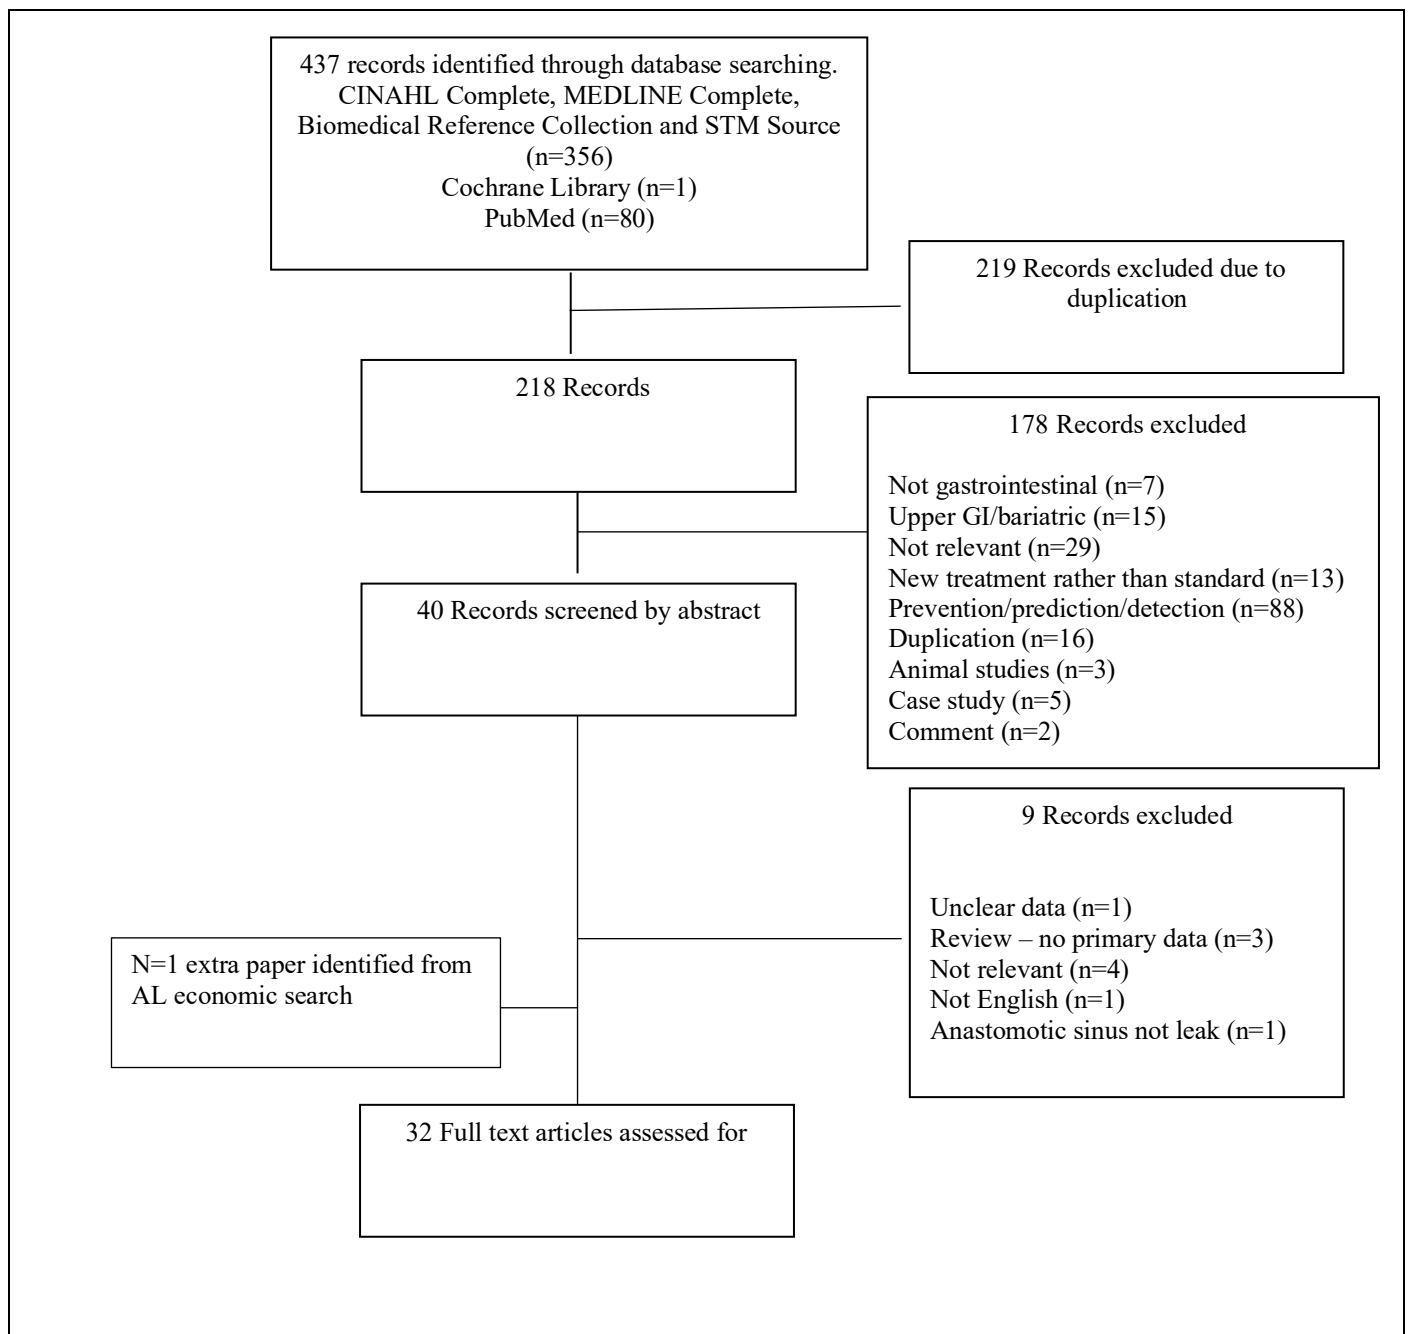 437 records identified through database searching.
CINAHL Complete, MEDLINE Complete,
Biomedical Reference Collection and STM Source
(n=356)
Cochrane Library (n=1)
PubMed (n=80)
219 Records excluded due to
duplication
218 Records
178 Records excluded
Not gastrointestinal (n=7)
Upper GI/bariatric (n=15)
Not relevant (n=29)
New treatment rather than standard (n=13)
Prevention/prediction/detection (n=88)
Duplication (n=16)
Animal studies (n=3)
Case study (n=5)
Comment (n=2)
40 Records screened by abstract
9 Records excluded
Unclear data (n=1)
Review – no primary data (n=3)
Not relevant (n=4)
Not English (n=1)
Anastomotic sinus not leak (n=1)
N=1 extra paper identified from
AL economic search
32 Full text articles assessed for